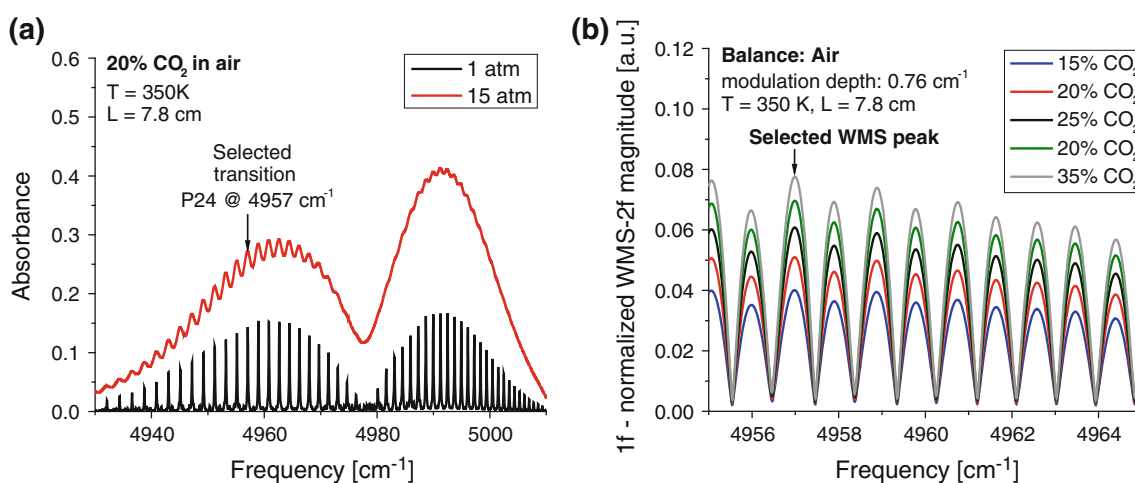 (a)
20% CO₂ in air
T = 350K
L = 7.8 cm
1 atm
15 atm
Selected
transition
P24 @ 4957 cm⁻¹
Absorbance
0.6
0.5
0.4
0.3
0.2
0.1
0.0
4940 4960 4980 5000
Frequency [cm⁻¹]
(b)
Balance: Air
modulation depth: 0.76 cm⁻¹
T = 350 K, L = 7.8 cm
Selected WMS peak
15% CO₂
20% CO₂
25% CO₂
20% CO₂
35% CO₂
1f - normalized WMS-2f magnitude [a.u.]
0.14
0.12
0.10
0.08
0.06
0.04
0.02
0.00
4956 4958 4960 4962 4964
Frequency [cm⁻¹]